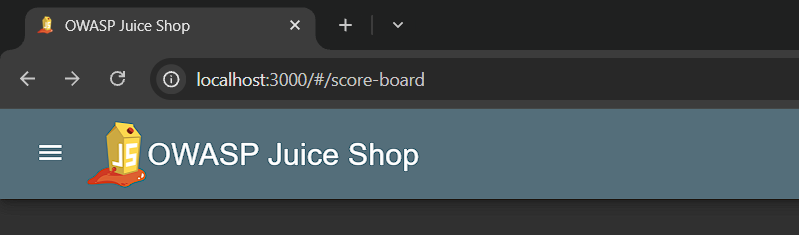 OWASP Juice Shop
localhost:3000/#/score-board
JS
OWASP Juice Shop